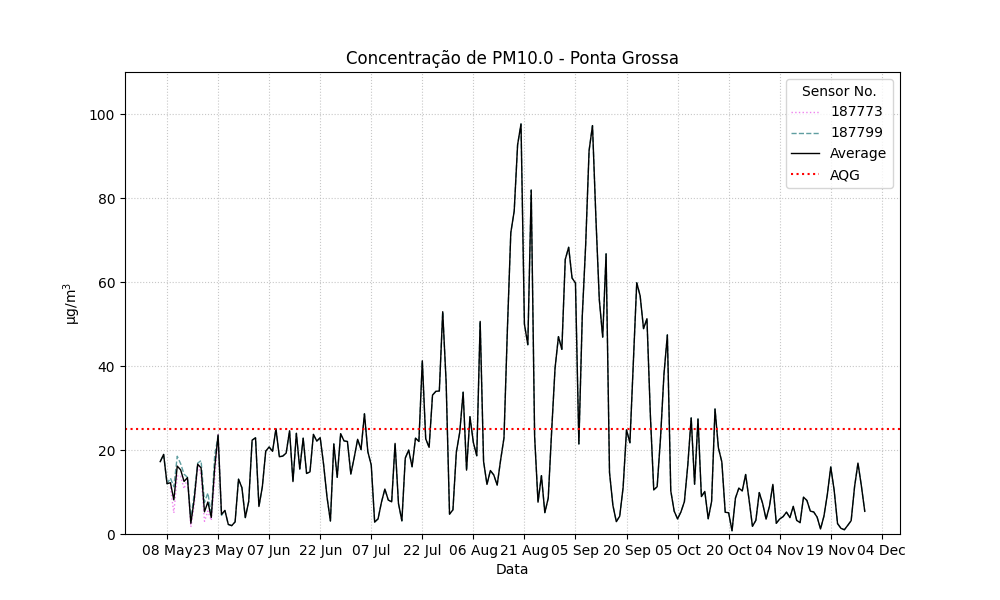 Concentração de PM10.0 - Ponta Grossa
Sensor No.
187773
187799
Average
AQG
100
80
60
40
20
0
µg/m³
08 May 23 May 07 Jun 22 Jun 07 Jul 22 Jul 06 Aug 21 Aug 05 Sep 20 Sep 05 Oct 20 Oct 04 Nov 19 Nov 04 Dec
Data